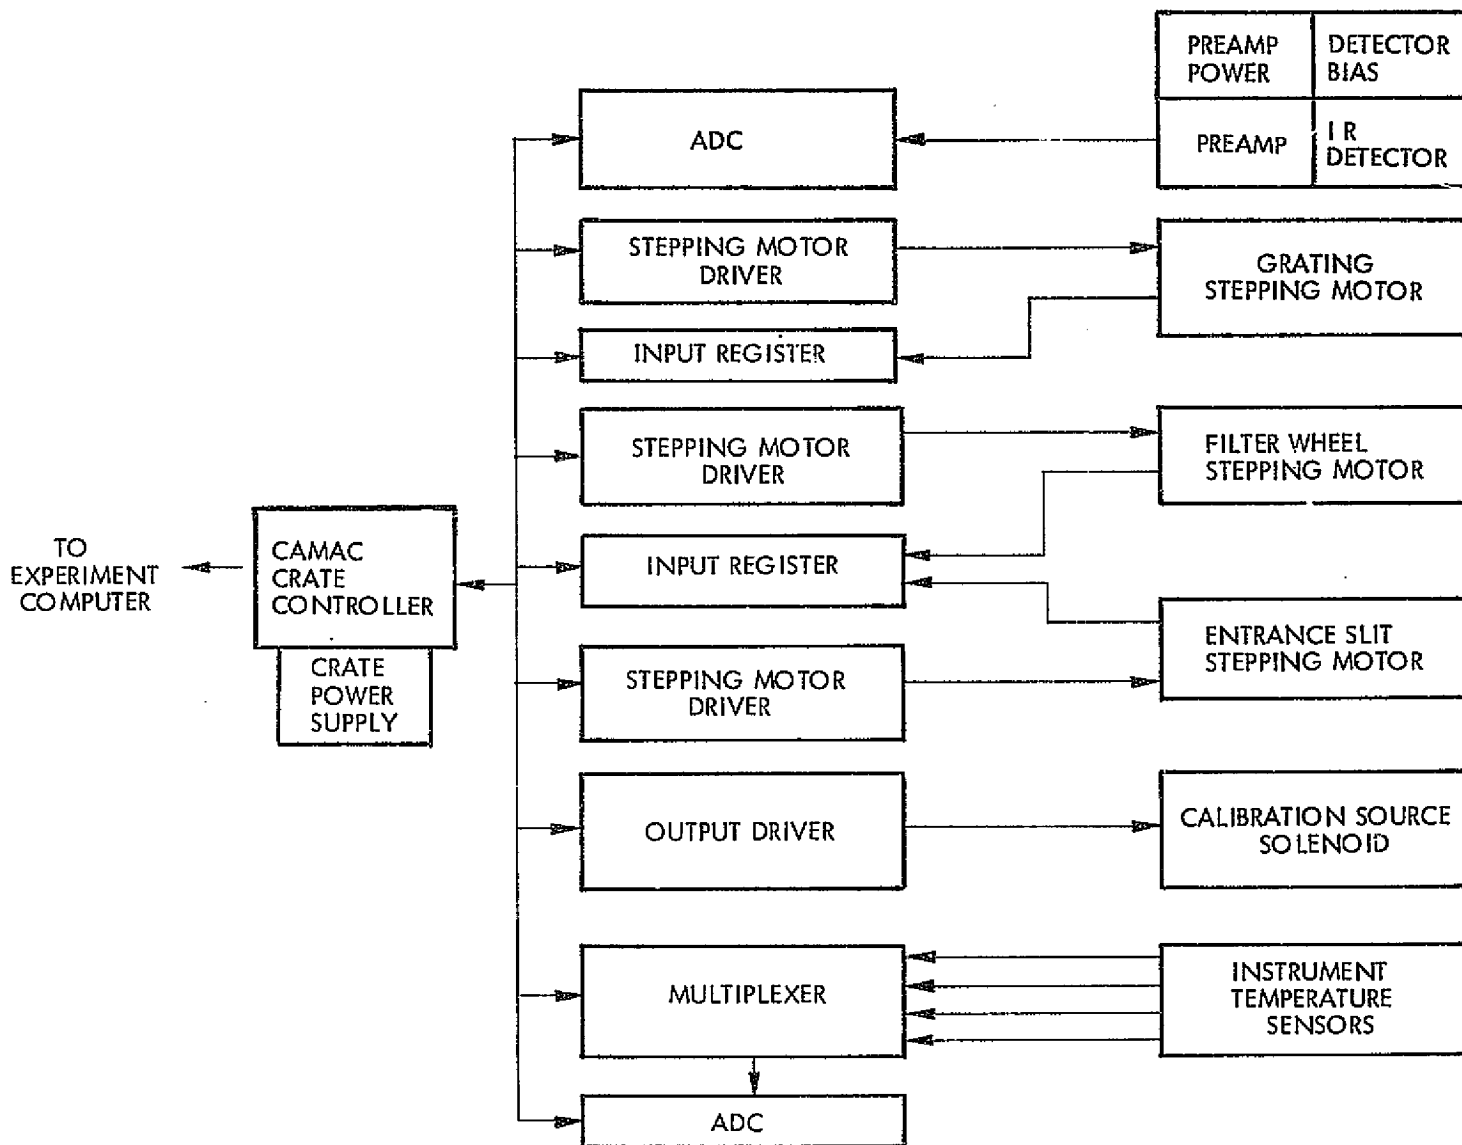 TO
EXPERIMENT
COMPUTER
CAMAC
CRATE
CONTROLLER
CRATE
POWER
SUPPLY
ADC
STEPPING MOTOR
DRIVER
INPUT REGISTER
STEPPING MOTOR
DRIVER
INPUT REGISTER
STEPPING MOTOR
DRIVER
OUTPUT DRIVER
MULTIPLEXER
ADC
PREAMP
POWER
DETECTOR
BIAS
PREAMP
I R
DETECTOR
GRATING
STEPPING MOTOR
FILTER WHEEL
STEPPING MOTOR
ENTRANCE SLIT
STEPPING MOTOR
CALIBRATION SOURCE
SOLENOID
INSTRUMENT
TEMPERATURE
SENSORS